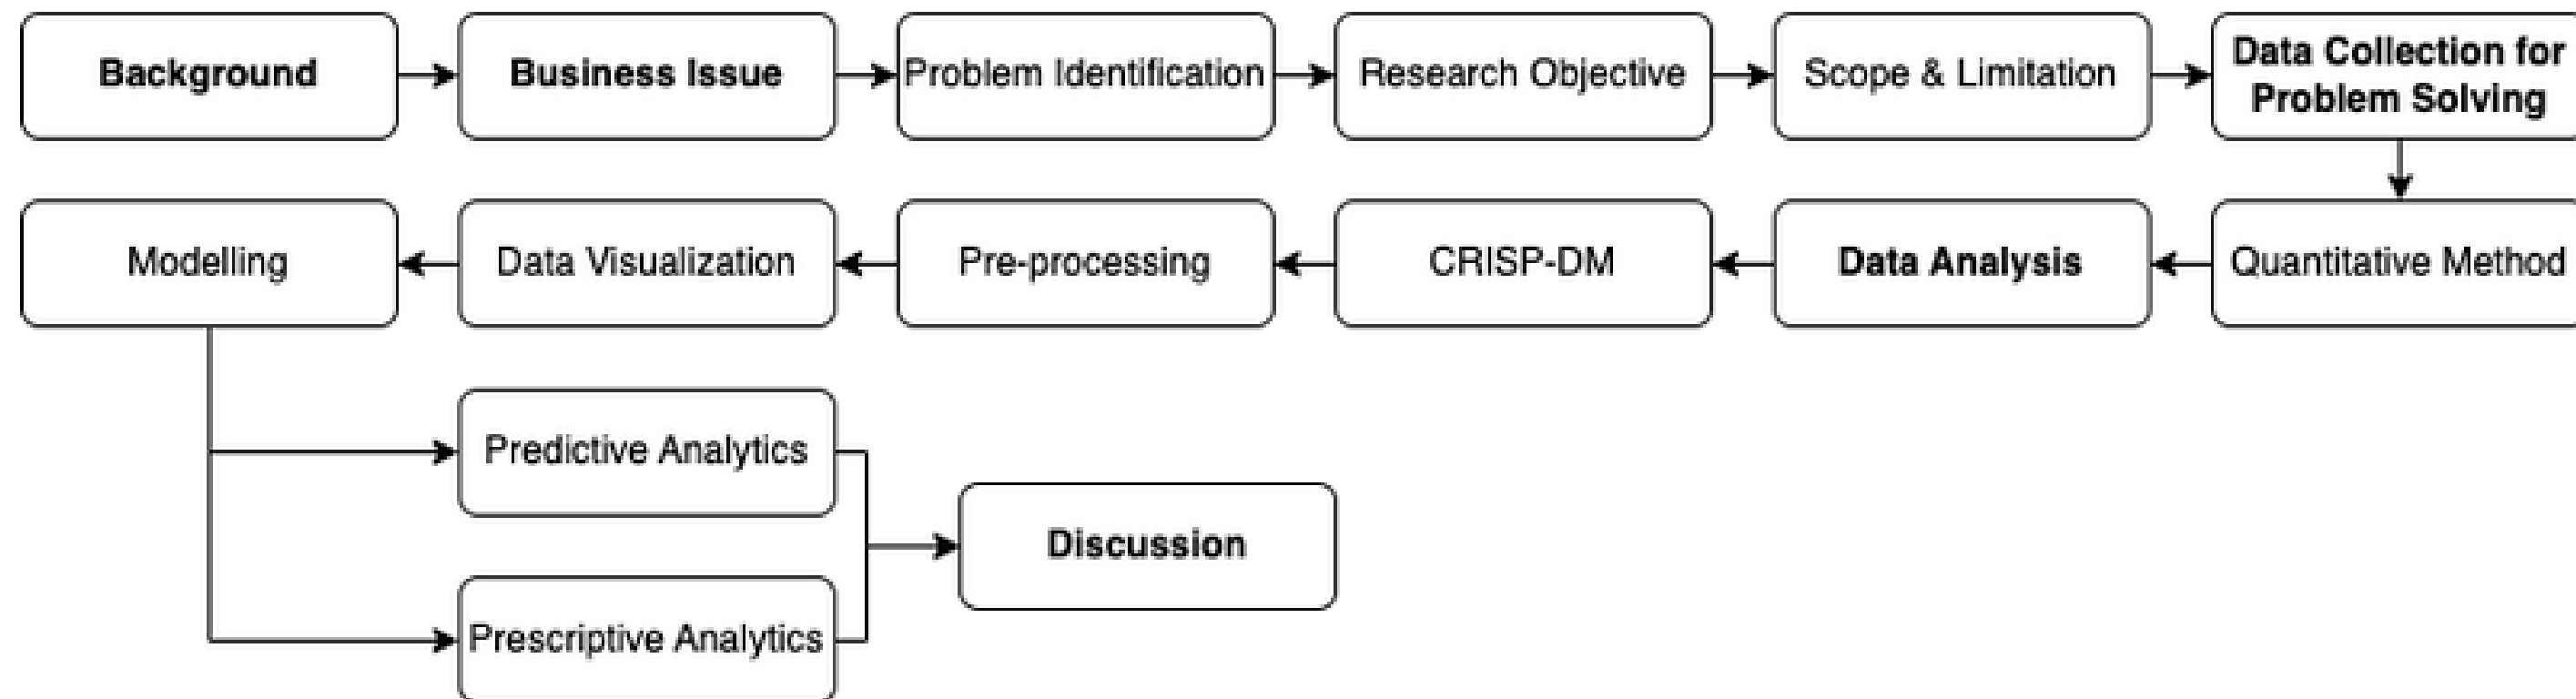 Background
Business Issue
Problem Identification
Research Objective
Scope & Limitation
Data Collection for
Problem Solving
Modelling
Data Visualization
Pre-processing
CRISP-DM
Data Analysis
Quantitative Method
Predictive Analytics
Discussion
Prescriptive Analytics